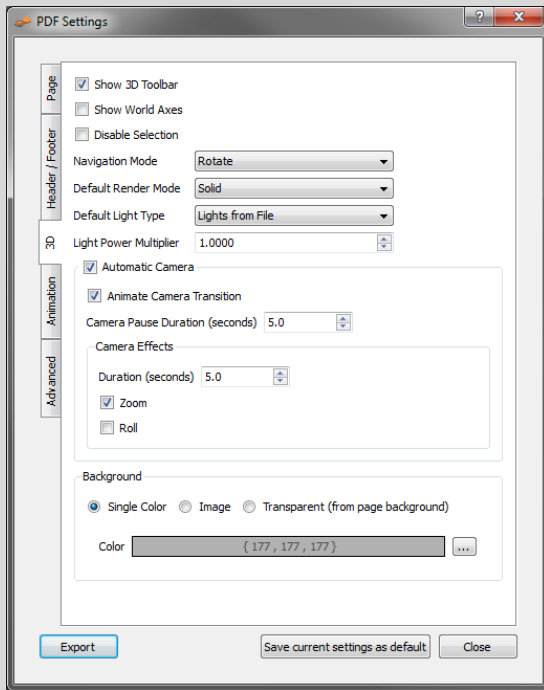 PDF Settings
?
Page
Header / Footer
3D
Animation
Advanced
Show 3D Toolbar
Show World Axes
Disable Selection
Navigation Mode Rotate
Default Render Mode Solid
Default Light Type Lights from File
Light Power Multiplier 1.0000
Automatic Camera
Animate Camera Transition
Camera Pause Duration (seconds) 5.0
Camera Effects
Duration (seconds) 5.0
Zoom
Roll
Background
Single Color Image Transparent (from page background)
Color { 177 , 177 , 177 } ...
Export Save current settings as default Close